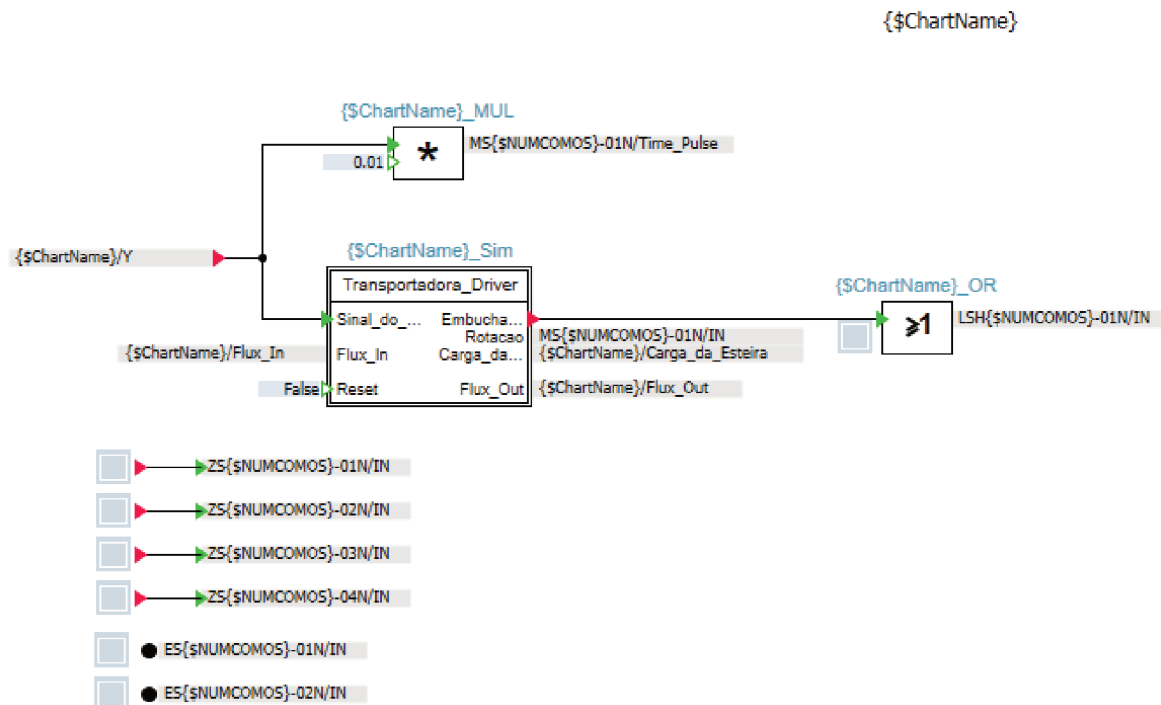 {$ChartName}
{$ChartName}_MUL
*
MS{$NUMCOMOS}-01N/Time_Pulse
0.01
{$ChartName}/Y
{$ChartName}_Sim
Transportadora_Driver
Sinal_do_... Embucha...
Rotacao MS{$NUMCOMOS}-01N/IN
{$ChartName}/Flux_In Flux_In Carga_da... {$ChartName}/Carga_da_Esteira
False Reset Flux_Out {$ChartName}/Flux_Out
{$ChartName}_OR
≥1 LSH{$NUMCOMOS}-01N/IN
ZS{$NUMCOMOS}-01N/IN
ZS{$NUMCOMOS}-02N/IN
ZS{$NUMCOMOS}-03N/IN
ZS{$NUMCOMOS}-04N/IN
ES{$NUMCOMOS}-01N/IN
ES{$NUMCOMOS}-02N/IN